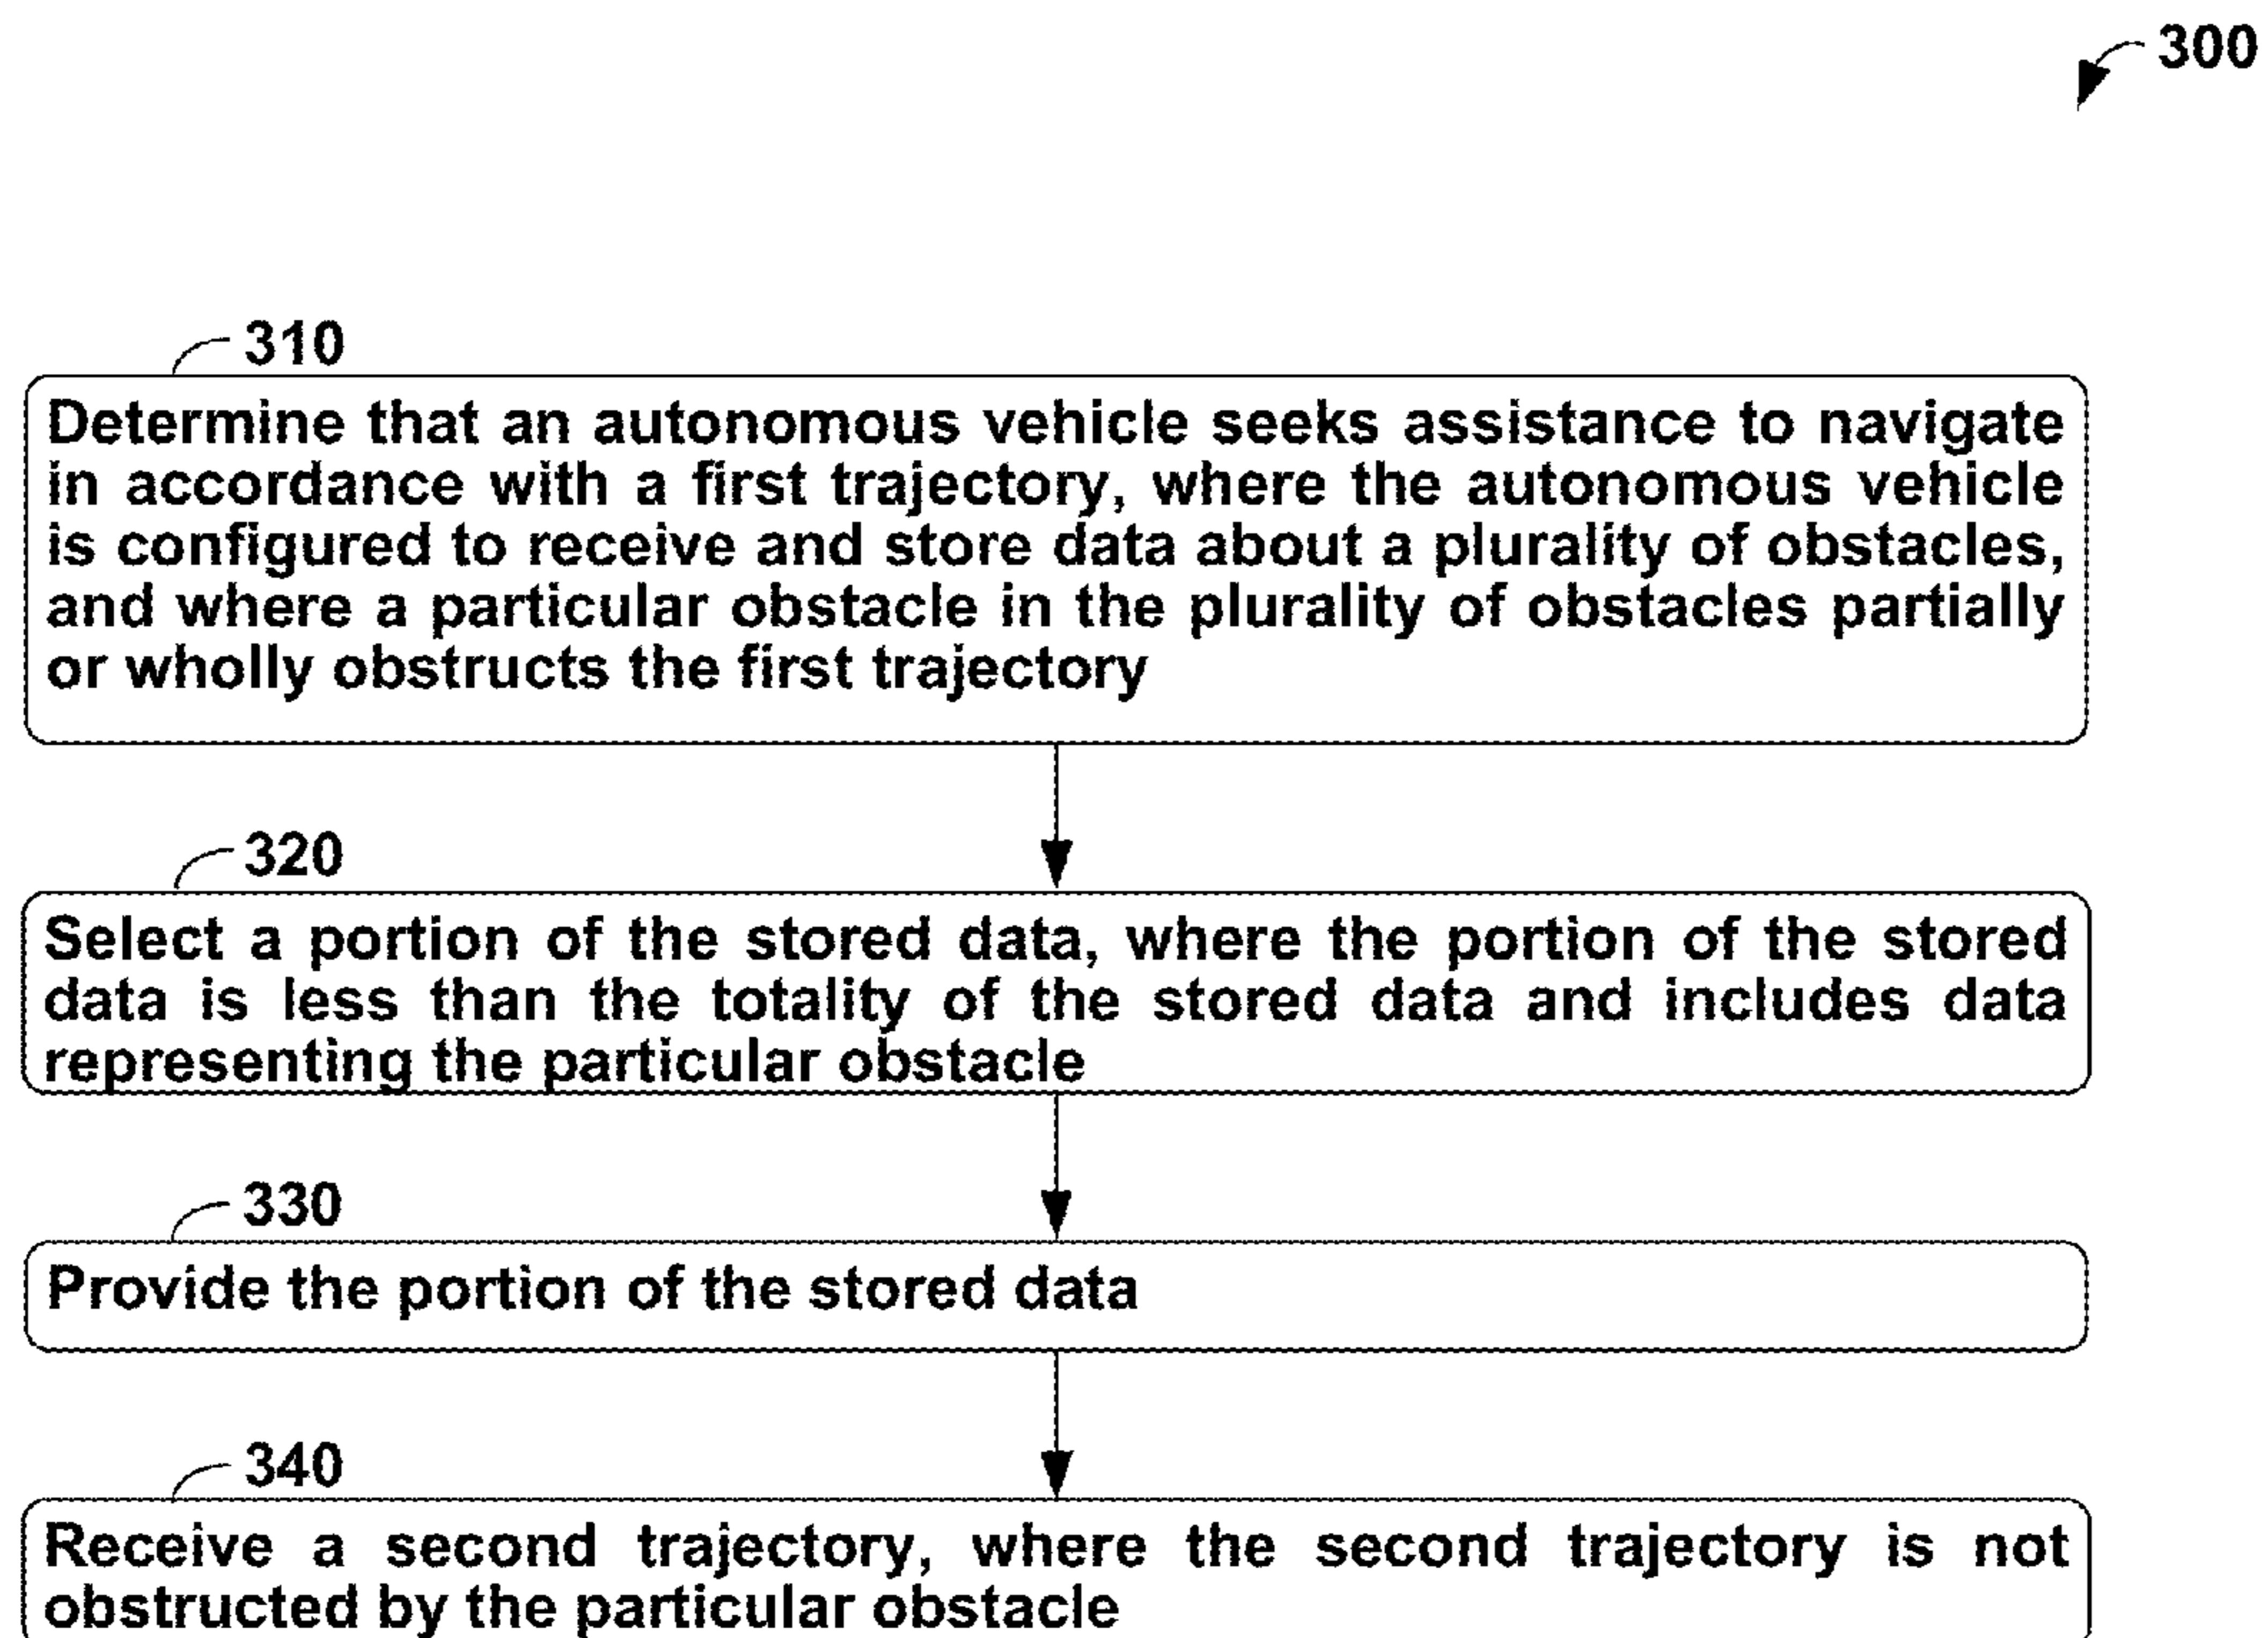 300
310
Determine that an autonomous vehicle seeks assistance to navigate
in accordance with a first trajectory, where the autonomous vehicle
is configured to receive and store data about a plurality of obstacles,
and where a particular obstacle in the plurality of obstacles partially
or wholly obstructs the first trajectory
320
Select a portion of the stored data, where the portion of the stored
data is less than the totality of the stored data and includes data
representing the particular obstacle
330
Provide the portion of the stored data
340
Receive a second trajectory, where the second trajectory is not
obstructed by the particular obstacle